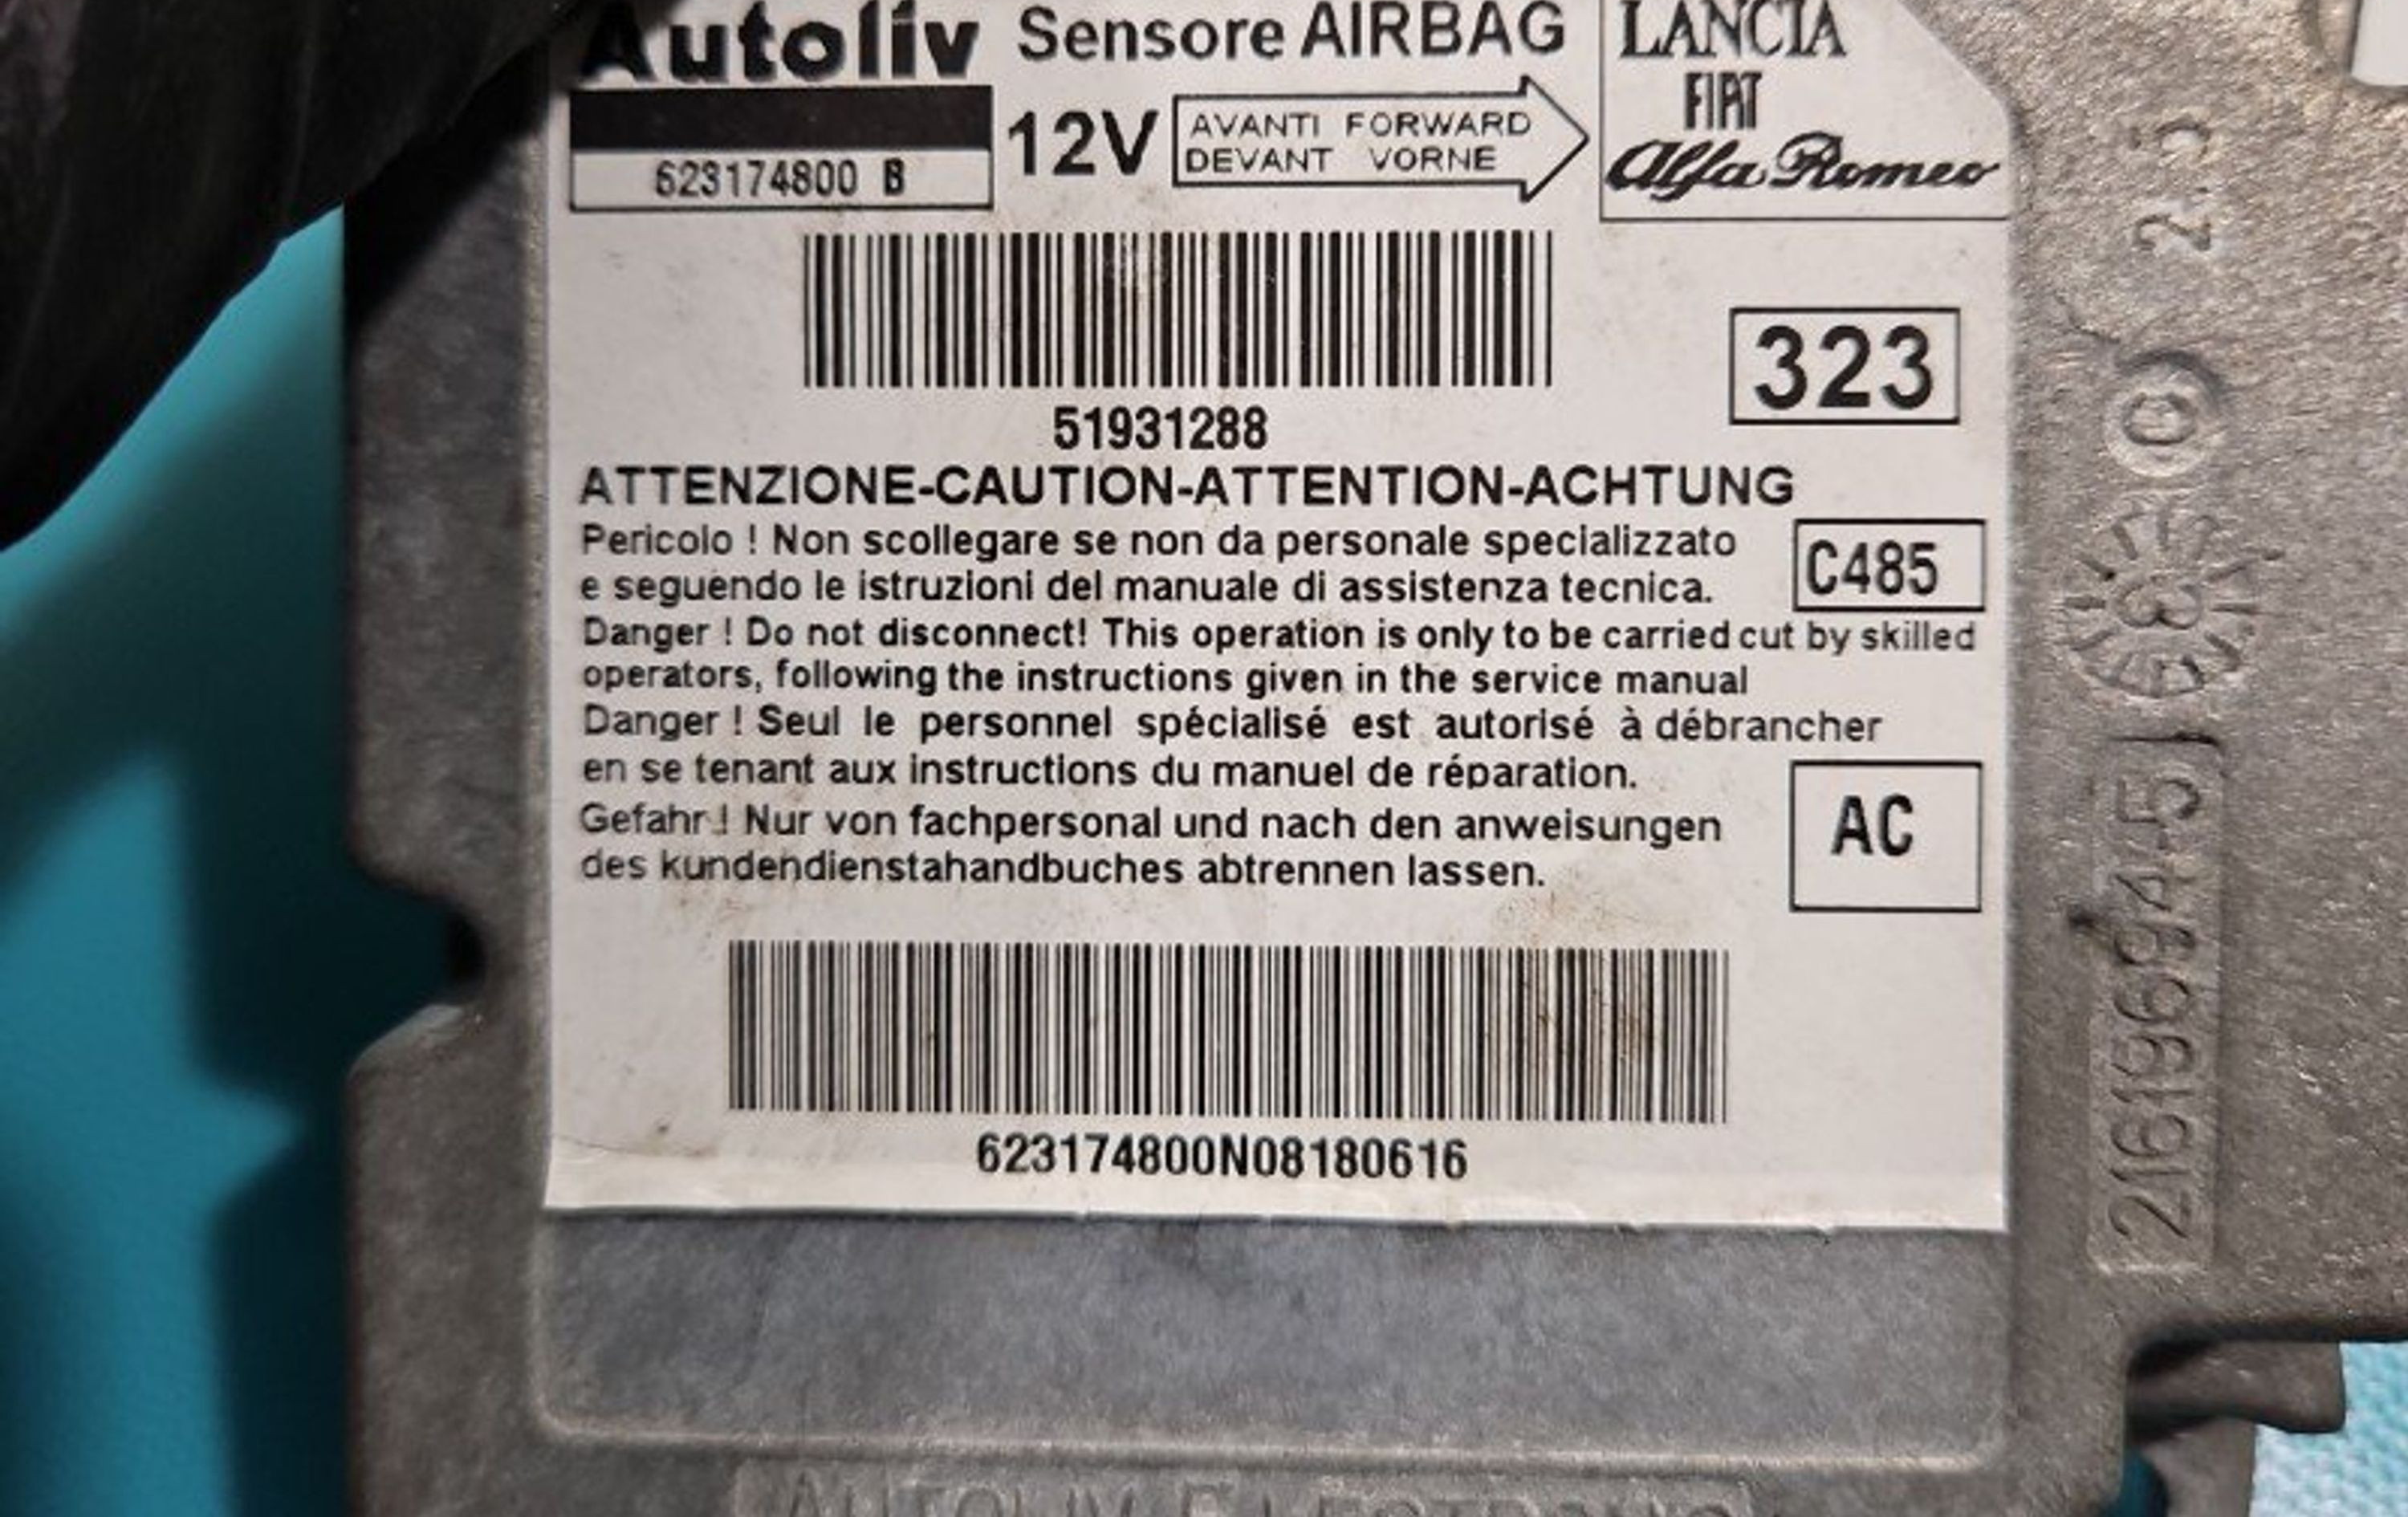 Autoliv Sensore AIRBAG
LANCIA
FIAT
Alfa Romeo
623174800 B
12V
AVANTI FORWARD
DEVANT VORNE
51931288
323
ATTENZIONE-CAUTION-ATTENTION-ACHTUNG
Pericolo ! Non scollegare se non da personale specializzato
e seguendo le istruzioni del manuale di assistenza tecnica.
C485
Danger ! Do not disconnect! This operation is only to be carried cut by skilled
operators, following the instructions given in the service manual
Danger ! Seul le personnel spécialisé est autorisé à débrancher
en se tenant aux instructions du manuel de réparation.
Gefahr ! Nur von fachpersonal und nach den anweisungen
des kundendienstahandbuches abtrennen lassen.
AC
623174800N08180616
AUTOLIV ELECTRONIC